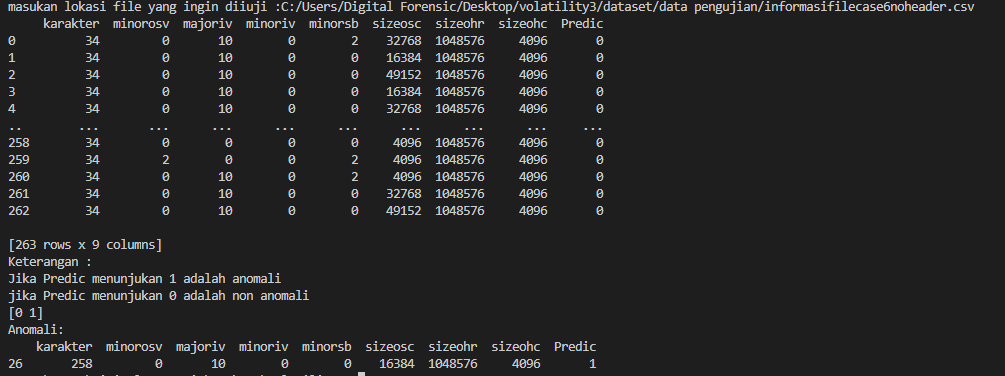 masukan lokasi file yang ingin diuji :C:/Users/Digital Forensic/Desktop/volatility3/dataset/data pengujian/informasifilecase6noheader.csv
karakter minorosv majoriv minoriv minorsb sizeosc sizeohr sizeohc Predic
0 34 0 10 0 2 32768 1048576 4096 0
1 34 0 10 0 0 16384 1048576 4096 0
2 34 0 10 0 0 49152 1048576 4096 0
3 34 0 10 0 0 16384 1048576 4096 0
4 34 0 10 0 0 32768 1048576 4096 0
.. ... ... ... ... ... ... ... ... ...
258 34 0 0 0 0 4096 1048576 4096 0
259 34 2 0 0 2 4096 1048576 4096 0
260 34 0 10 0 2 4096 1048576 4096 0
261 34 0 10 0 0 32768 1048576 4096 0
262 34 0 10 0 0 49152 1048576 4096 0
[263 rows x 9 columns]
Keterangan :
Jika Predic menunjukan 1 adalah anomali
jika Predic menunjukan 0 adalah non anomali
[0 1]
Anomali:
karakter minorosv majoriv minoriv minorsb sizeosc sizeohr sizeohc Predic
26 258 0 10 0 0 16384 1048576 4096 1